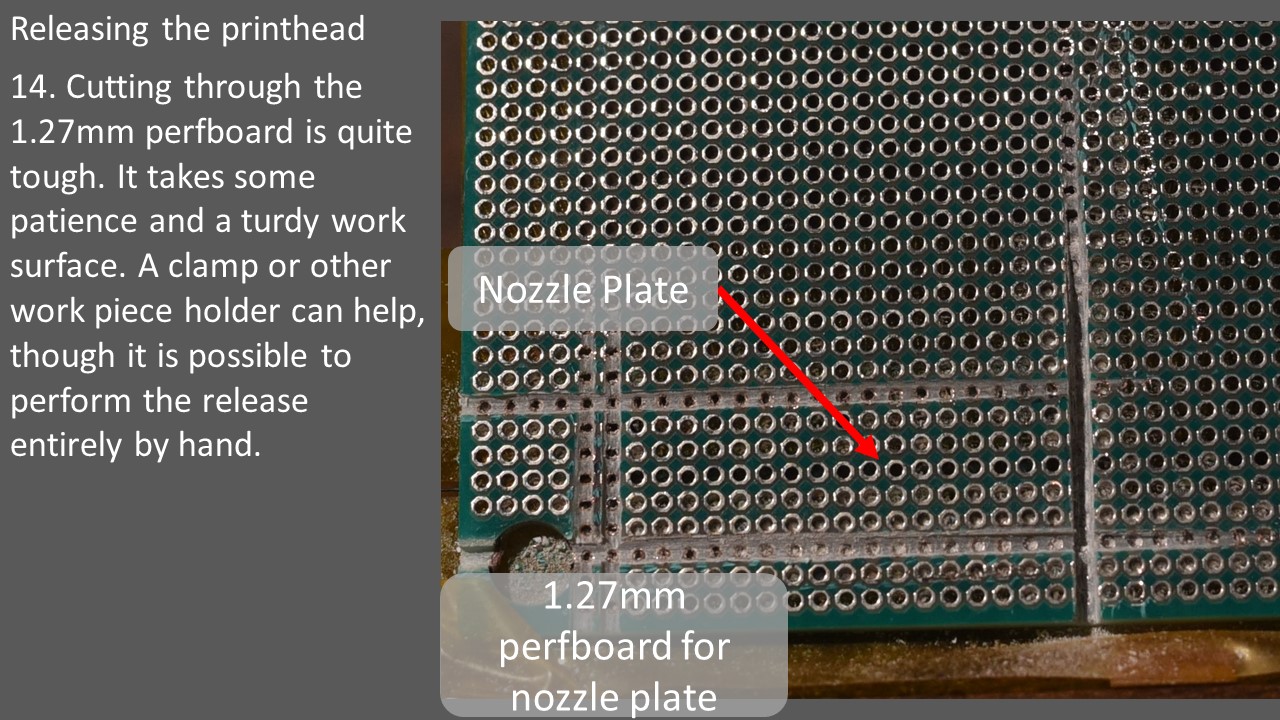 Releasing the printhead
14. Cutting through the
1.27mm perfboard is quite
tough. It takes some
patience and a turdy work
surface. A clamp or other
work piece holder can help,
though it is possible to
perform the release
entirely by hand.
Nozzle Plate
1.27mm
perfboard for
nozzle plate